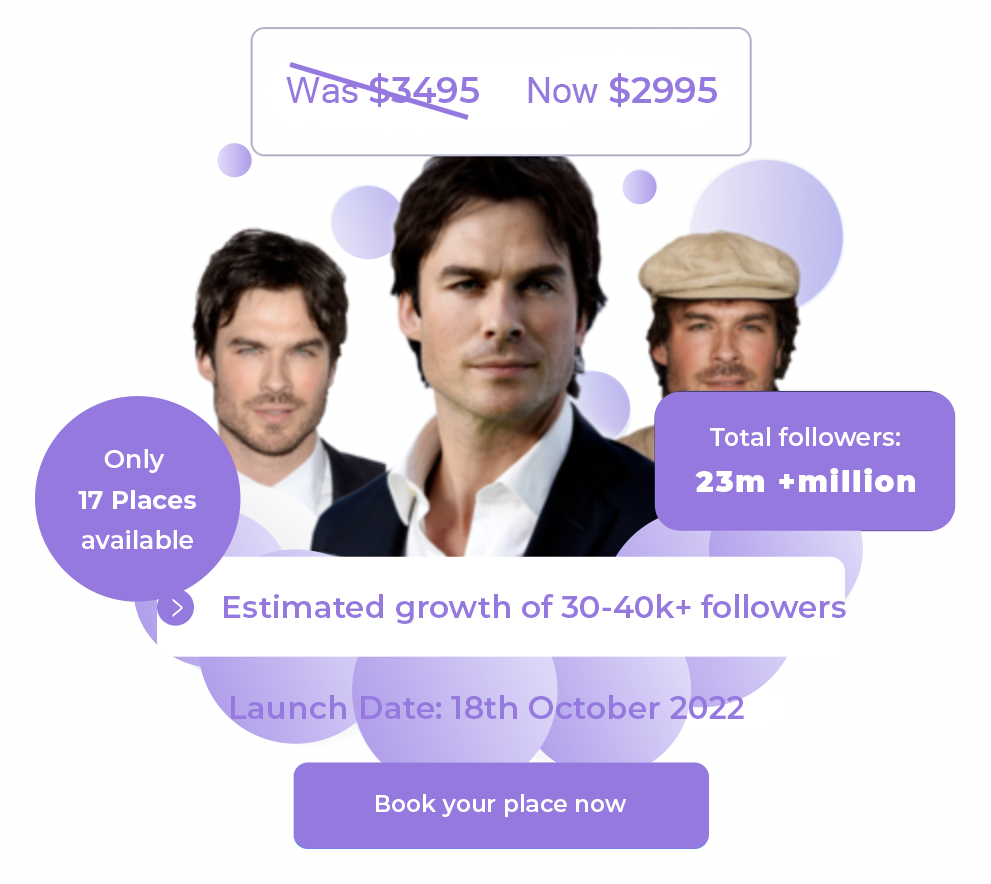 Was $3495 Now $2995
Total followers:
23m +million
Only
17 Places
available
Estimated growth of 30-40k+ followers
Launch Date: 18th October 2022
Book your place now